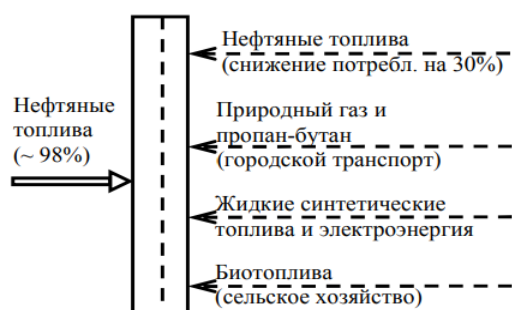 Нефтяные
топлива
(~ 98%)
Нефтяные топлива
(снижение потребл. на 30%)
Природный газ и
пропан-бутан
(городской транспорт)
Жидкие синтетические
топлива и электроэнергия
Биотоплива
(сельское хозяйство)